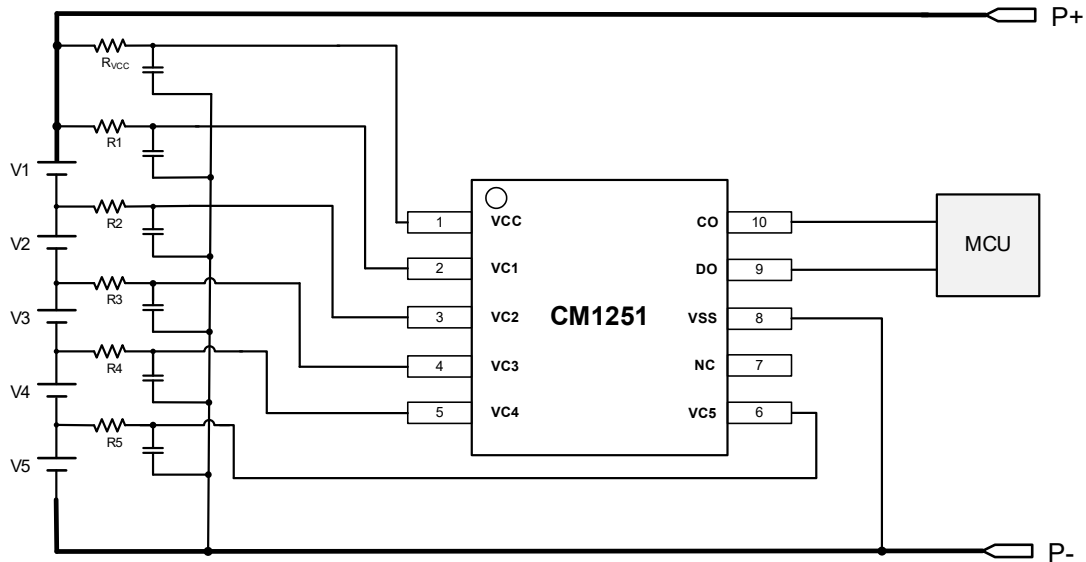 P+
RVCC
R1
V1
R2
V2
R3
V3
R4
V4
R5
V5
CM1251
1 VCC
2 VC1
3 VC2
4 VC3
5 VC4
CO 10
DO 9
VSS 8
NC 7
VC5 6
MCU
P-